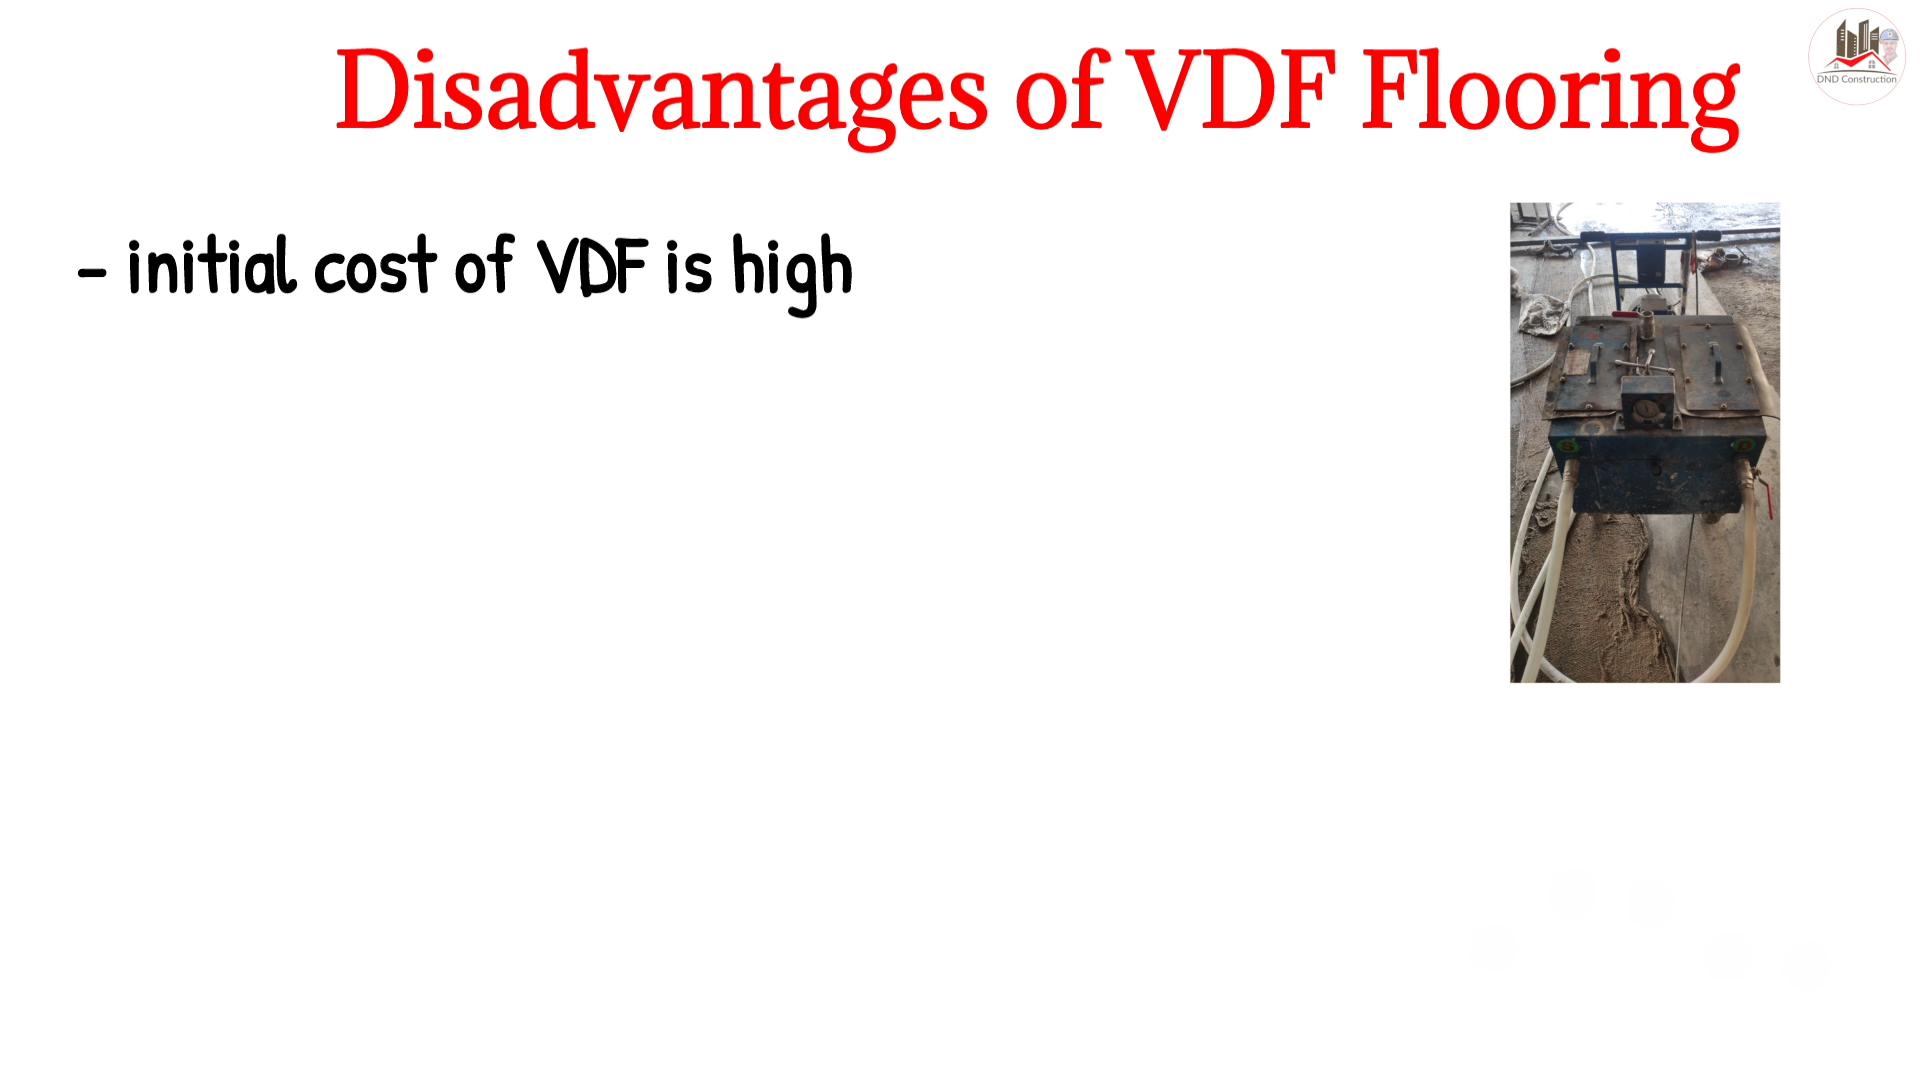 Disadvantages of VDF Flooring
DND Construction
- initial cost of VDF is high